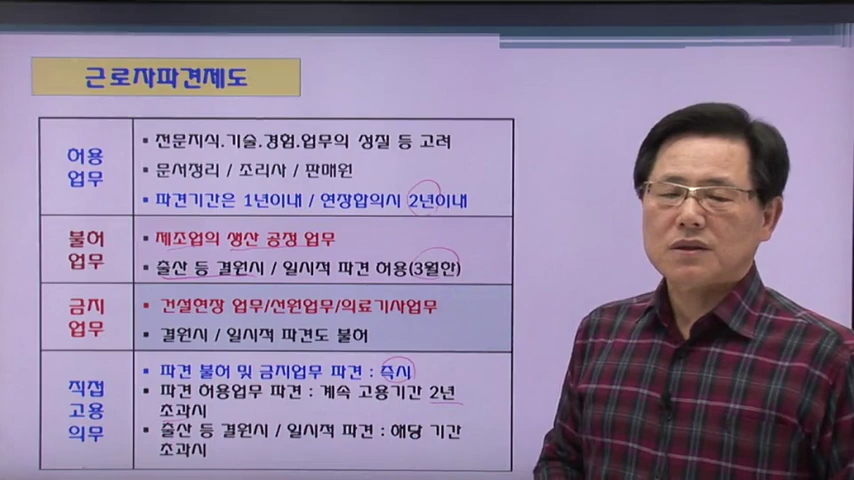 근로자파견제도
허용
업무
▪ 전문지식.기술.경험.업무의 성질 등 고려
▪ 문서정리 / 조리사 / 판매원
▪ 파견기간은 1년이내 / 연장합의시 2년이내
불허
업무
▪ 제조업의 생산 공정 업무
▪ 출산 등 결원시 / 일시적 파견 허용(3월안)
금지
업무
▪ 건설현장 업무/선원업무/의료기사업무
▪ 결원시 / 일시적 파견도 불허
직접
고용
의무
▪ 파견 불허 및 금지업무 파견 : 즉시
▪ 파견 허용업무 파견 : 계속 고용기간 2년
초과시
▪ 출산 등 결원시 / 일시적 파견 : 해당 기간
초과시